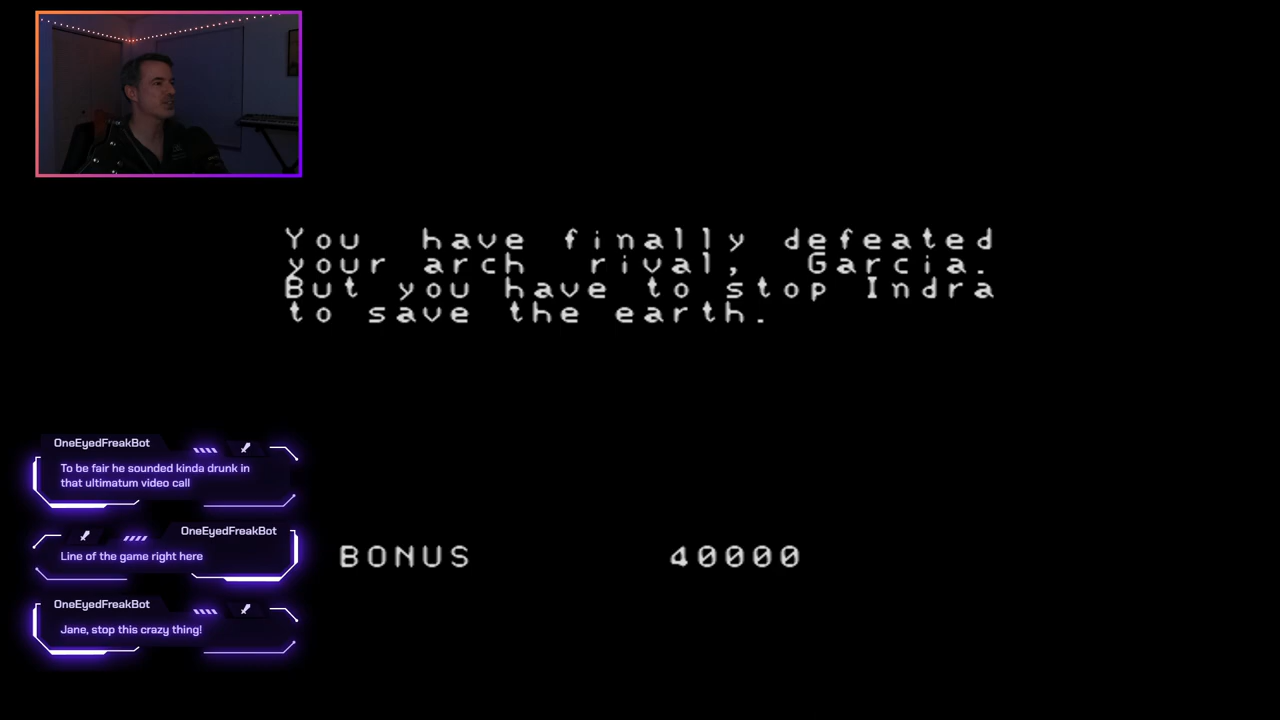 You have finally defeated
your arch rival, Garcia.
But you have to stop Indra
to save the earth.
OneEyedFreakBot
To be fair he sounded kinda drunk in
that ultimatum video call
OneEyedFreakBot
Line of the game right here
BONUS 40000
OneEyedFreakBot
Jane, stop this crazy thing!